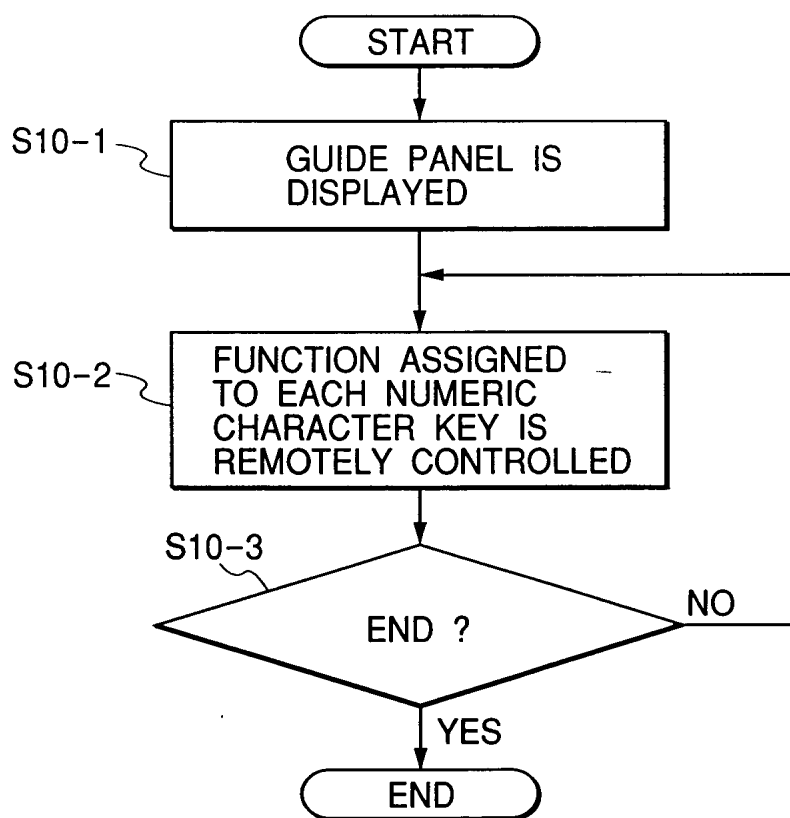 START
S10-1
GUIDE PANEL IS
DISPLAYED
S10-2
FUNCTION ASSIGNED
TO EACH NUMERIC
CHARACTER KEY IS
REMOTELY CONTROLLED
S10-3
END ?
NO
YES
END